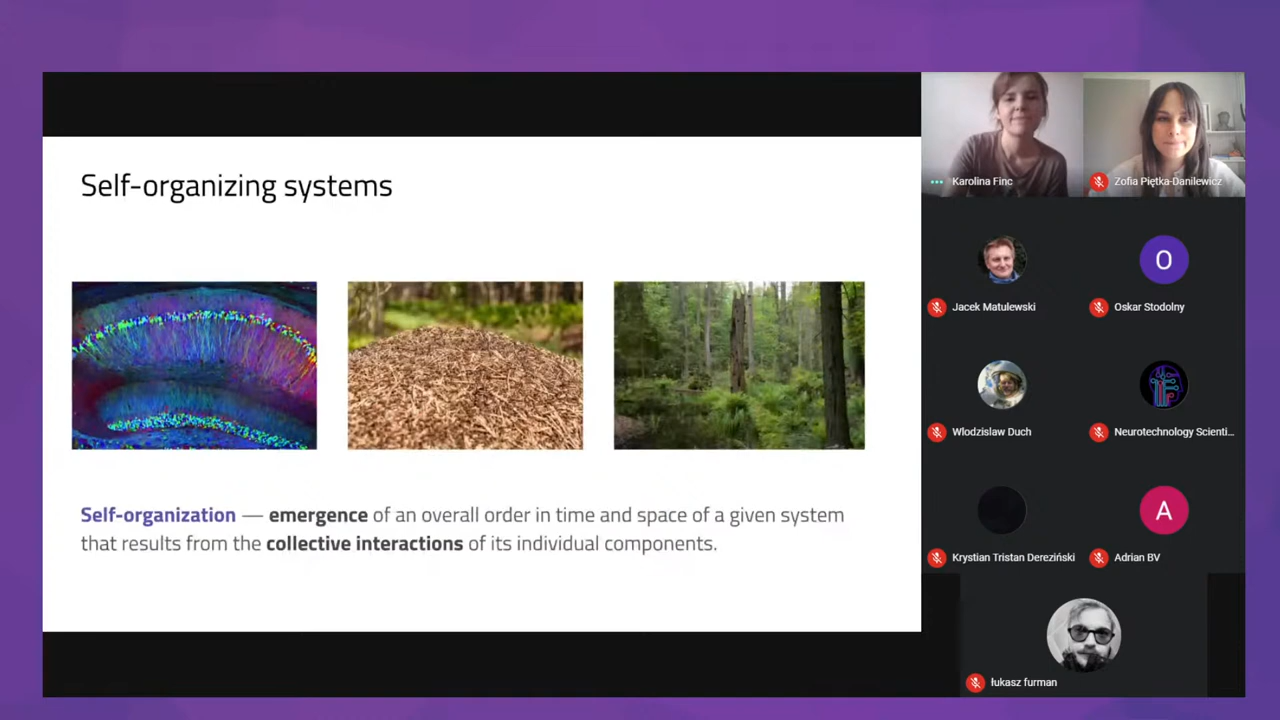 Self-organizing systems
Self-organization — emergence of an overall order in time and space of a given system
that results from the collective interactions of its individual components.
Karolina Finc
Zofia Piętka-Danilewicz
Jacek Matulewski
O
Oskar Stodolny
Wlodzislaw Duch
Neurotechnology Scienti...
Krystian Tristan Dereziński
A
Adrian BV
łukasz furman